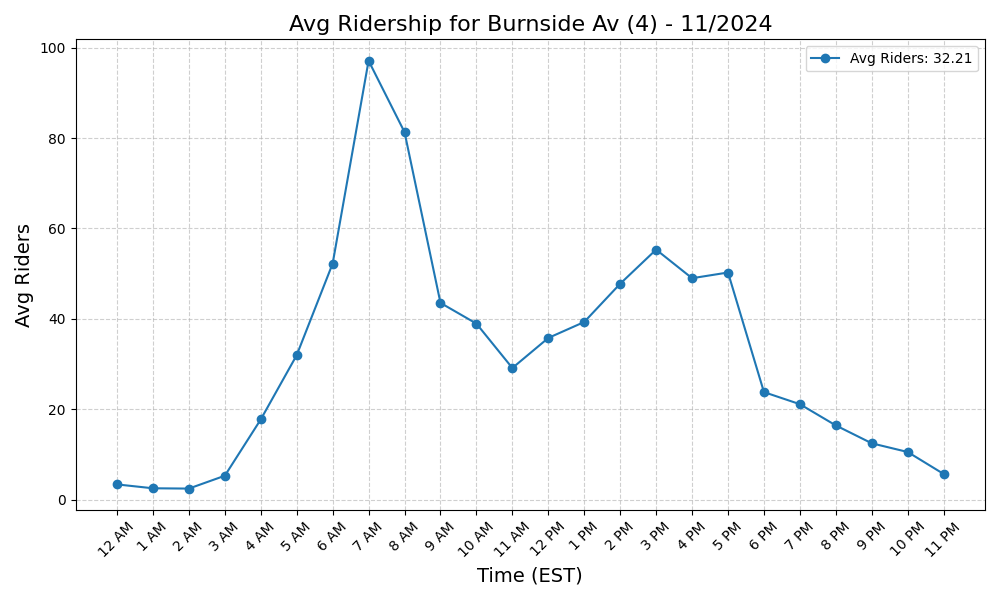 Avg Ridership for Burnside Av (4) - 11/2024
Avg Riders: 32.21
Avg Riders
100
80
60
40
20
0
12 AM
1 AM
2 AM
3 AM
4 AM
5 AM
6 AM
7 AM
8 AM
9 AM
10 AM
11 AM
12 PM
1 PM
2 PM
3 PM
4 PM
5 PM
6 PM
7 PM
8 PM
9 PM
10 PM
11 PM
Time (EST)